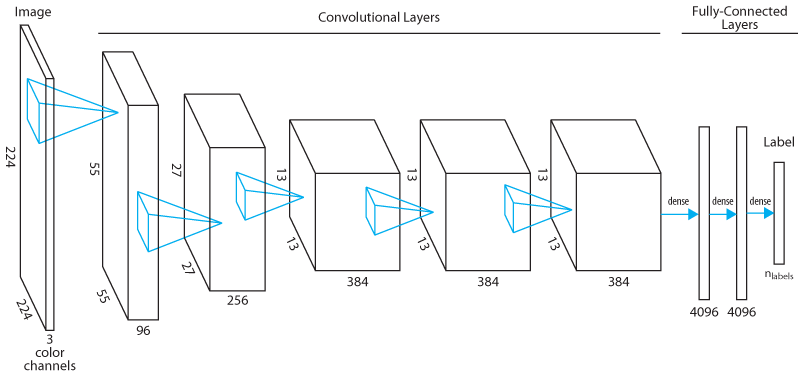 Image
Convolutional Layers
Fully-Connected
Layers
224
224
3
color
channels
55
55
96
27
27
256
13
13
384
13
13
384
13
13
384
dense
dense
dense
4096
4096
Label
nlabels